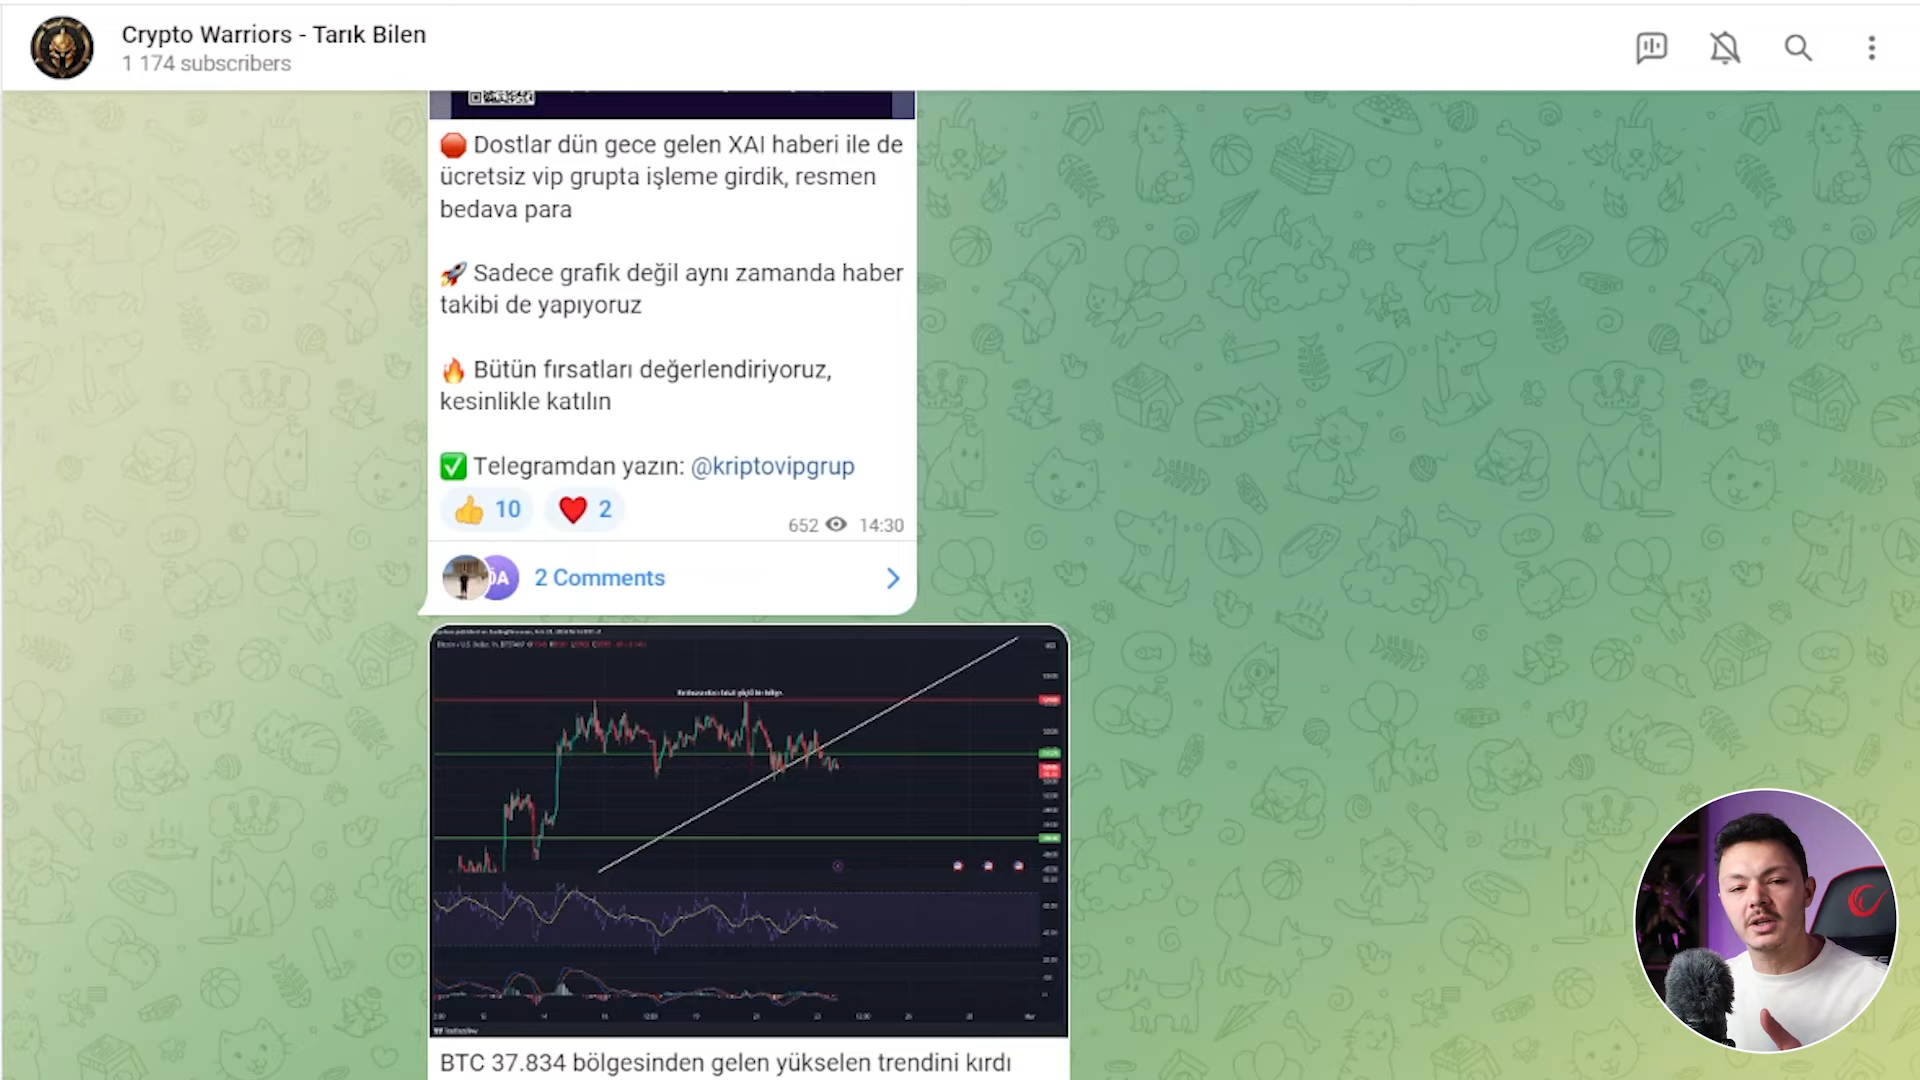 Crypto Warriors - Tarık Bilen
1 174 subscribers
🛑 Dostlar dün gece gelen XAI haberi ile de
ücretsiz vip grupta işleme girdik, resmen
bedava para
🚀 Sadece grafik değil aynı zamanda haber
takibi de yapıyoruz
🔥 Bütün fırsatları değerlendiriyoruz,
kesinlikle katılın
✅ Telegramdan yazın: @kriptovipgrup
👍 10 ❤️ 2
652 14:30
ÖA
2 Comments
TradingView
BTC 37.834 bölgesinden gelen yükselen trendini kırdı